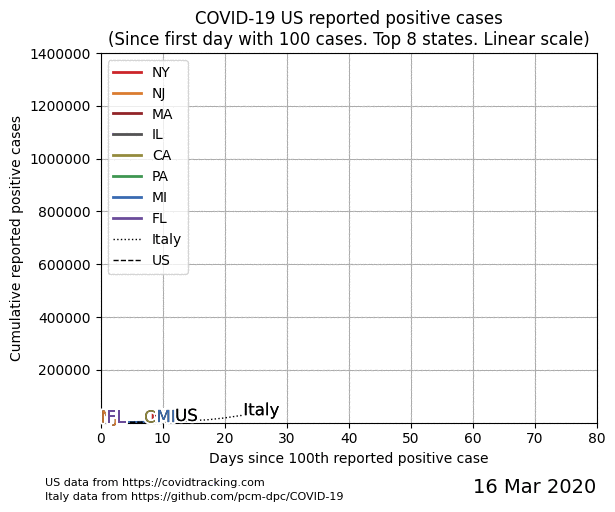 COVID-19 US reported positive cases
(Since first day with 100 cases. Top 8 states. Linear scale)
1400000
1200000
1000000
800000
600000
400000
200000
Cumulative reported positive cases
NY
NJ
MA
IL
CA
PA
MI
FL
Italy
US
FL
MI
US
Italy
0
10
20
30
40
50
60
70
80
Days since 100th reported positive case
US data from https://covidtracking.com
Italy data from https://github.com/pcm-dpc/COVID-19
16 Mar 2020